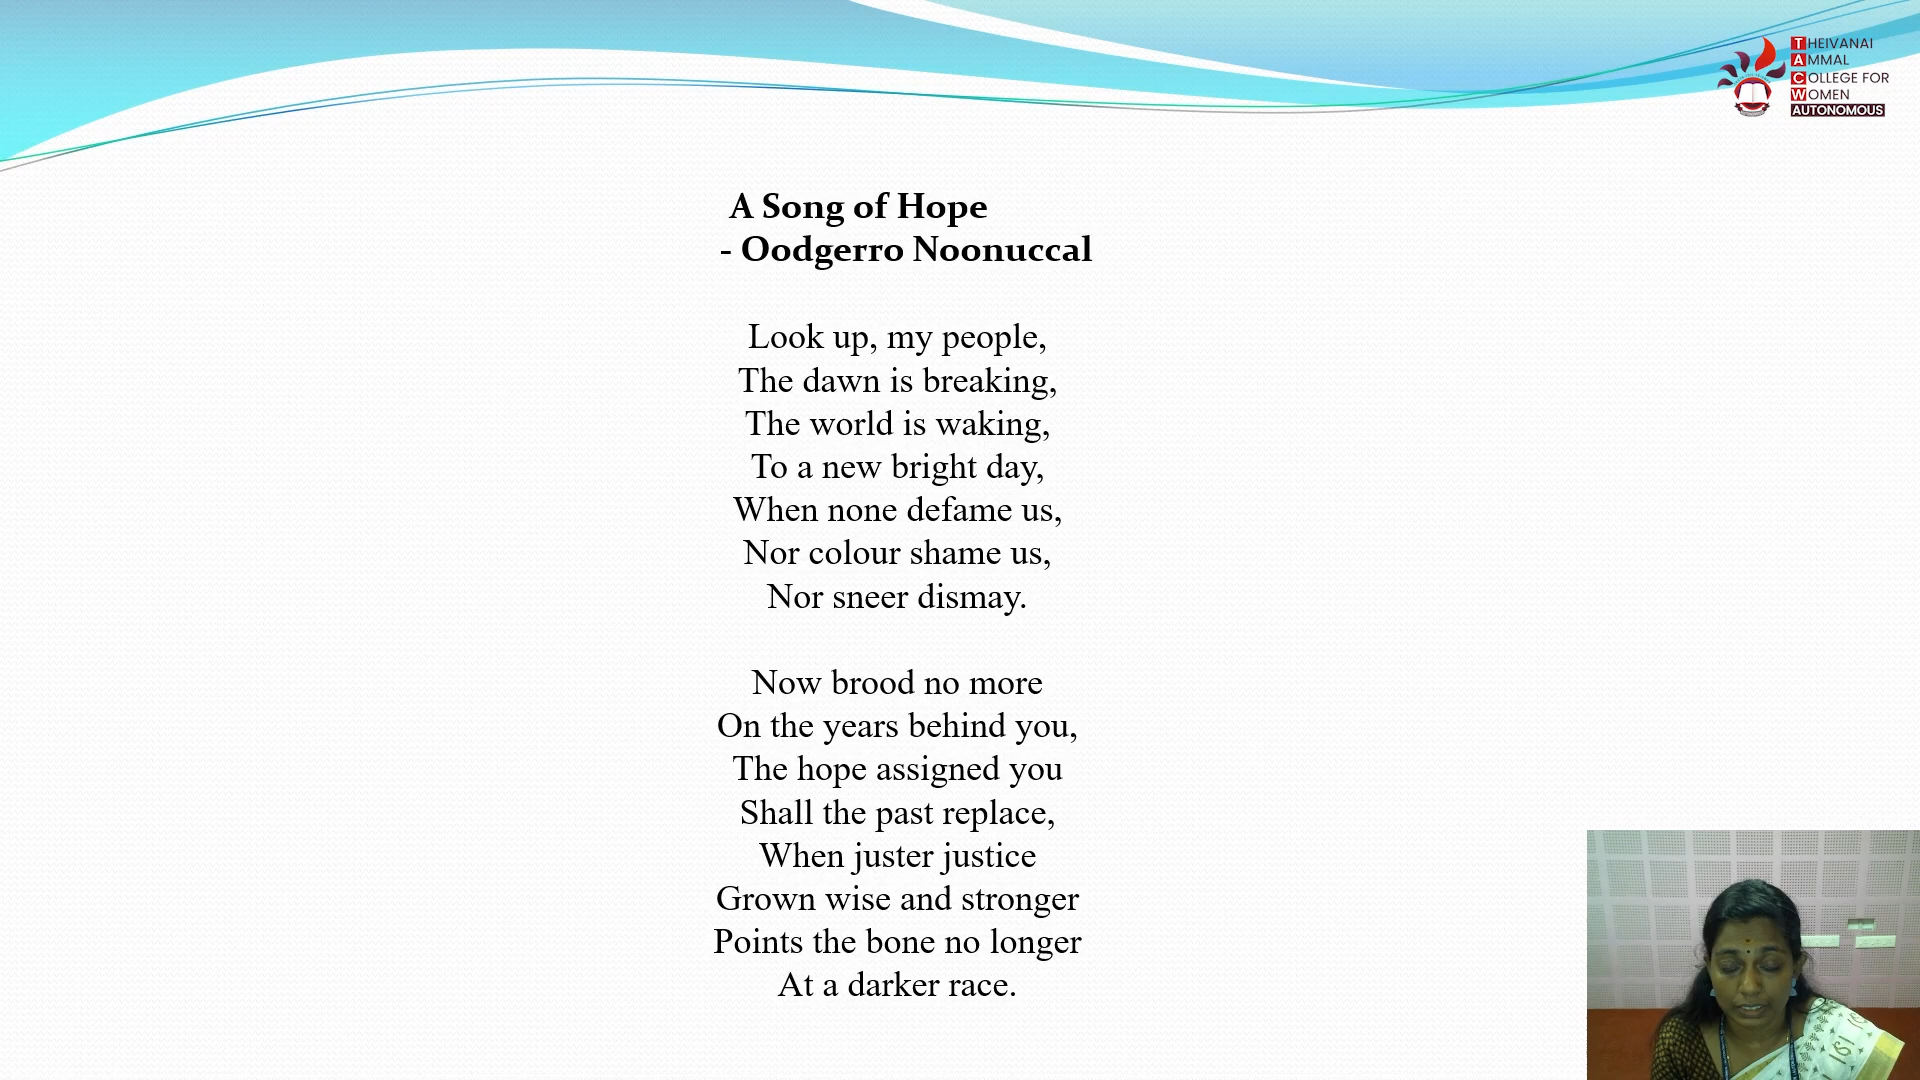 THEIVANAI
AMMAL
COLLEGE FOR
WOMEN
AUTONOMOUS
A Song of Hope
- Oodgerro Noonuccal
Look up, my people,
The dawn is breaking,
The world is waking,
To a new bright day,
When none defame us,
Nor colour shame us,
Nor sneer dismay.
Now brood no more
On the years behind you,
The hope assigned you
Shall the past replace,
When juster justice
Grown wise and stronger
Points the bone no longer
At a darker race.